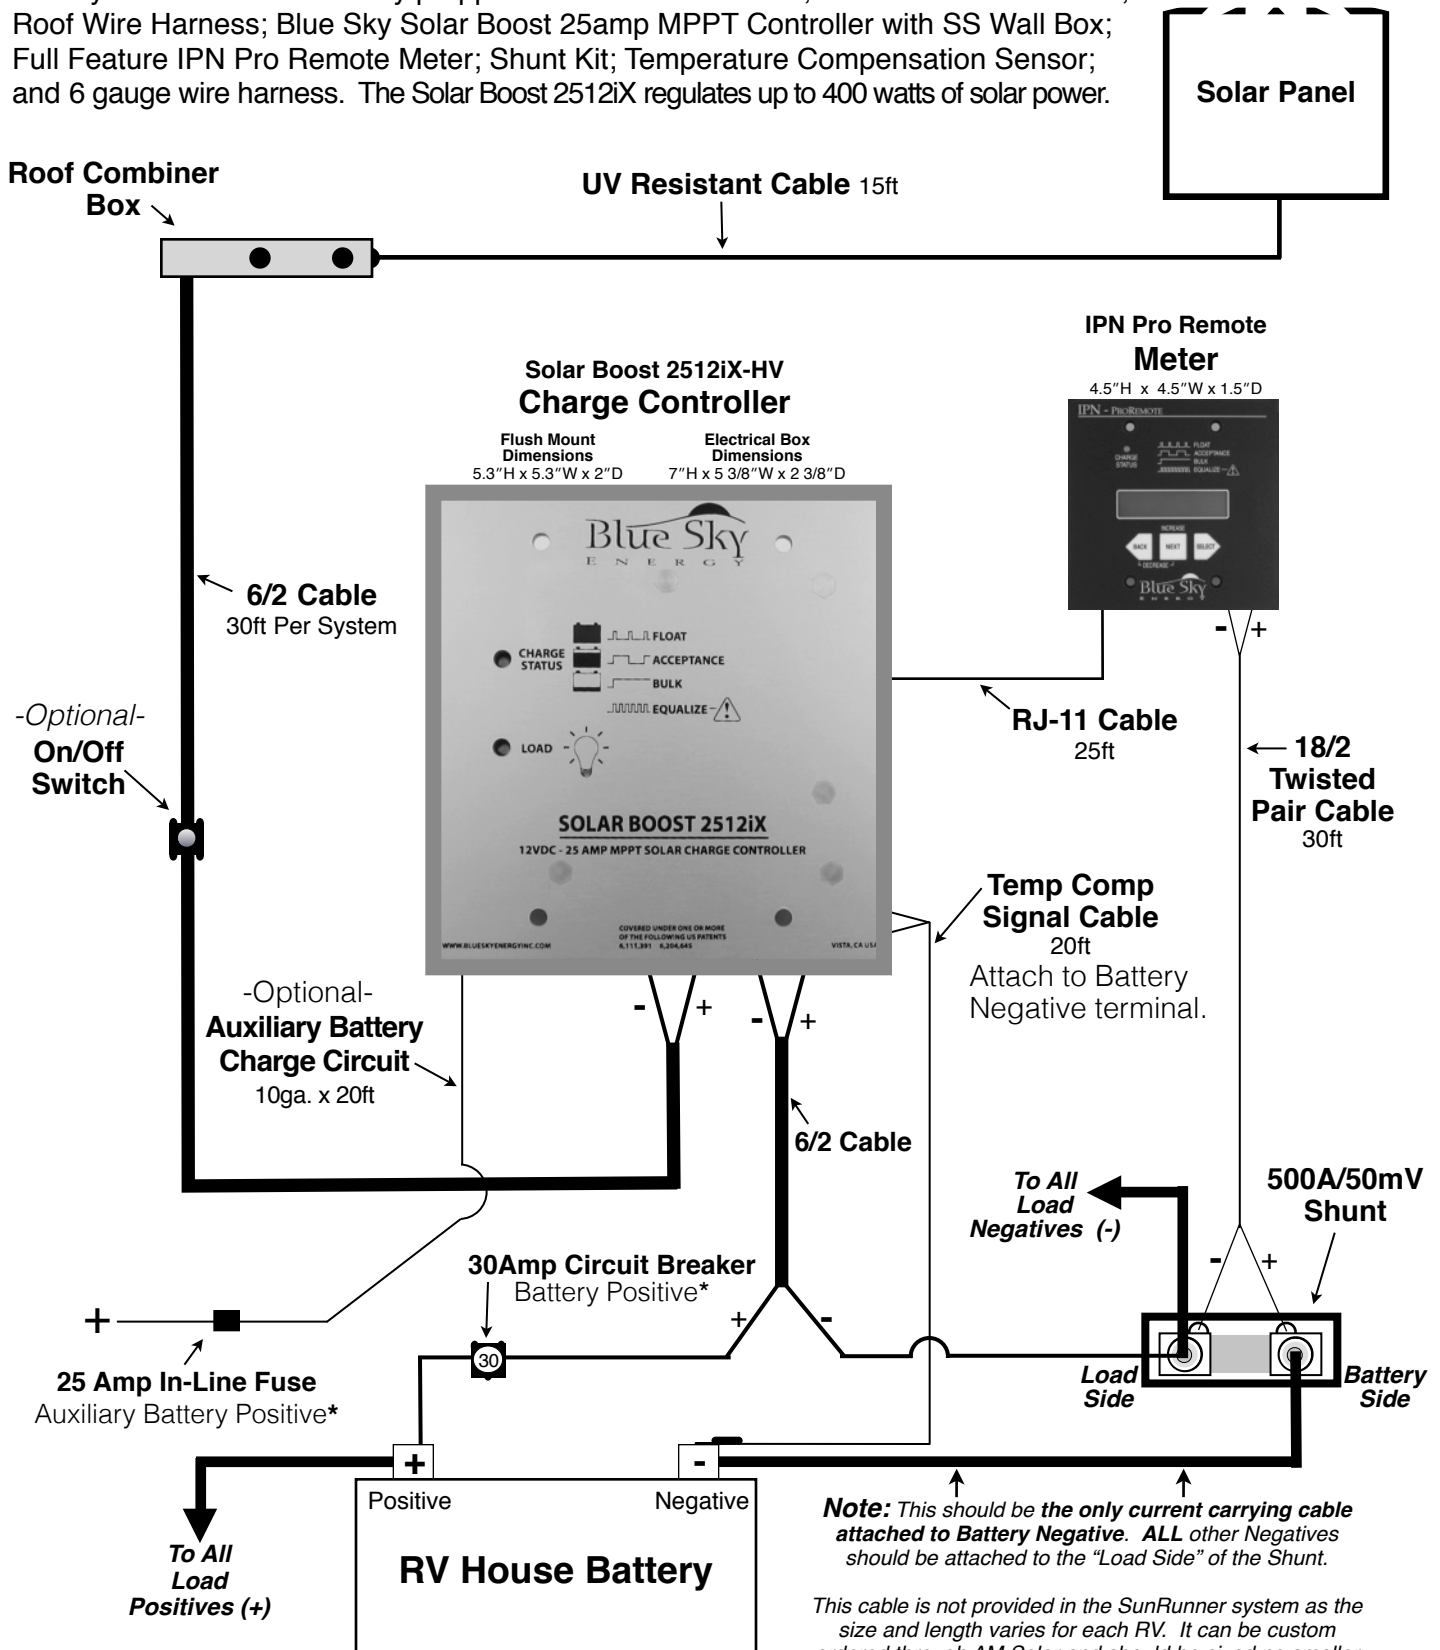 Roof Wire Harness; Blue Sky Solar Boost 25amp MPPT Controller with SS Wall Box;
Full Feature IPN Pro Remote Meter; Shunt Kit; Temperature Compensation Sensor;
and 6 gauge wire harness. The Solar Boost 2512iX regulates up to 400 watts of solar power.
Solar Panel
Roof Combiner
Box
UV Resistant Cable 15ft
IPN Pro Remote
Meter
4.5"H x 4.5"W x 1.5"D
IPN - PROREMOTE
CHARGE
STATUS
FLOAT
ACCEPTANCE
BULK
EQUALIZE
INCREASE
BACK
NEXT
SELECT
DECREASE
Blue Sky
ENERGY
- +
Solar Boost 2512iX-HV
Charge Controller
Flush Mount
Dimensions
5.3"H x 5.3"W x 2"D
Electrical Box
Dimensions
7"H x 5 3/8"W x 2 3/8"D
Blue Sky
ENERGY
CHARGE
STATUS
FLOAT
ACCEPTANCE
BULK
EQUALIZE
LOAD
SOLAR BOOST 2512iX
12VDC - 25 AMP MPPT SOLAR CHARGE CONTROLLER
COVERED UNDER ONE OR MORE
OF THE FOLLOWING US PATENTS
6,111,391 6,204,645
WWW.BLUESKYENERGYINC.COM
VISTA, CA USA
6/2 Cable
30ft Per System
-Optional-
On/Off
Switch
RJ-11 Cable
25ft
18/2
Twisted
Pair Cable
30ft
Temp Comp
Signal Cable
20ft
Attach to Battery
Negative terminal.
-Optional-
Auxiliary Battery
Charge Circuit
10ga. x 20ft
- +
- +
6/2 Cable
To All
Load
Negatives (-)
500A/50mV
Shunt
- +
30Amp Circuit Breaker
Battery Positive*
+ -
30
+
25 Amp In-Line Fuse
Auxiliary Battery Positive*
Load
Side
Battery
Side
+
-
Positive
Negative
RV House Battery
To All
Load
Positives (+)
Note: This should be the only current carrying cable
attached to Battery Negative. ALL other Negatives
should be attached to the “Load Side” of the Shunt.
This cable is not provided in the SunRunner system as the
size and length varies for each RV. It can be custom